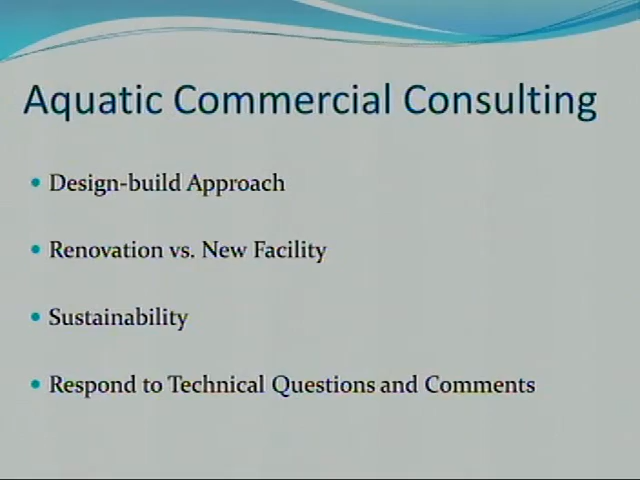 Aquatic Commercial Consulting
Design-build Approach
Renovation vs. New Facility
Sustainability
Respond to Technical Questions and Comments